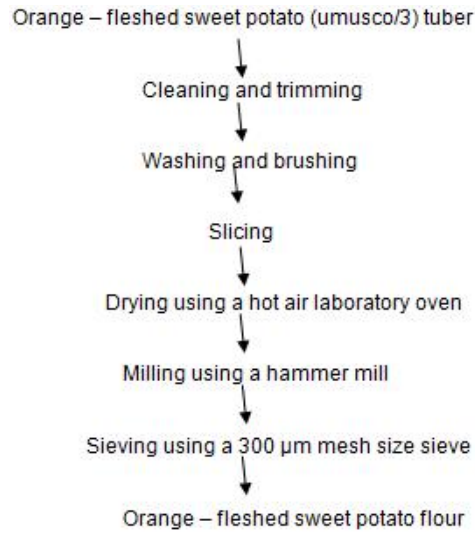 Orange – fleshed sweet potato (umusco/3) tuber
Cleaning and trimming
Washing and brushing
Slicing
Drying using a hot air laboratory oven
Milling using a hammer mill
Sieving using a 300 µm mesh size sieve
Orange – fleshed sweet potato flour